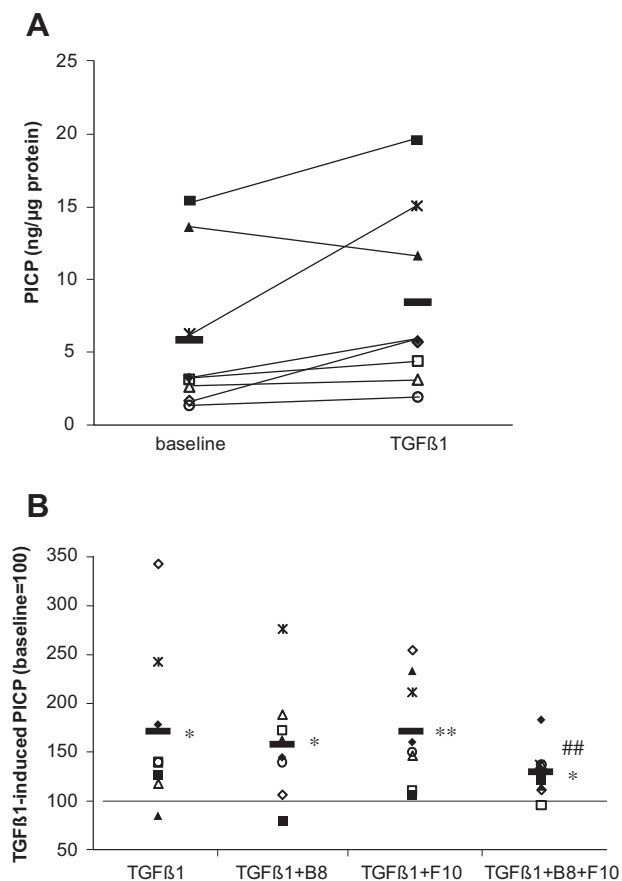 A
PICP (ng/µg protein)
25
20
15
10
5
0
baseline TGFß1
B
TGFß1-induced PICP (baseline=100)
350
300
250
200
150
100
50
* * ** ## *
TGFß1 TGFß1+B8 TGFß1+F10 TGFß1+B8+F10